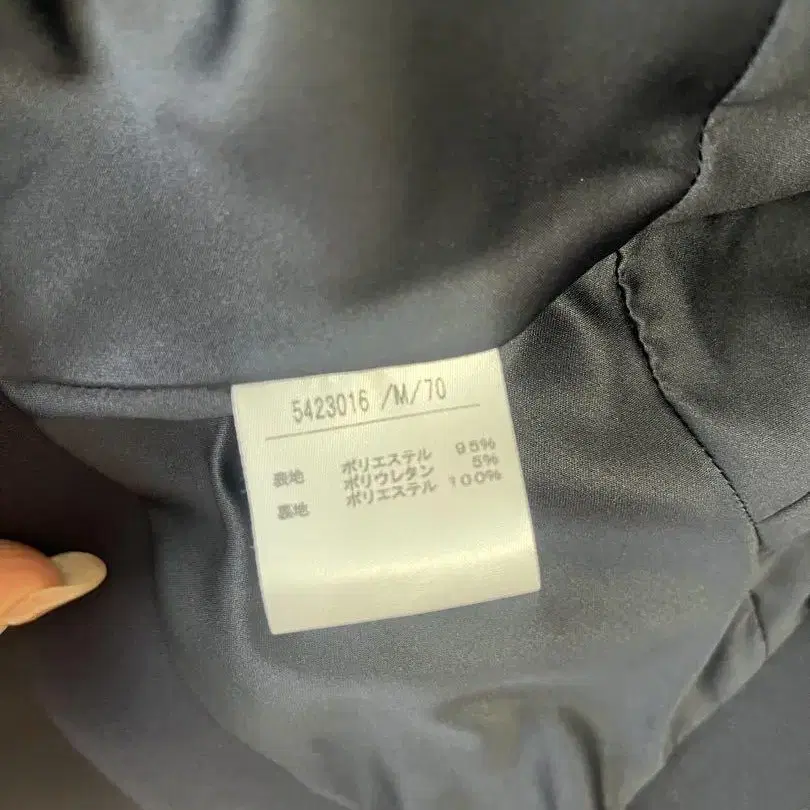 5423016 /M/70
表地 ポリエステル 95%
ポリウレタン 5%
裏地 ポリエステル 100%